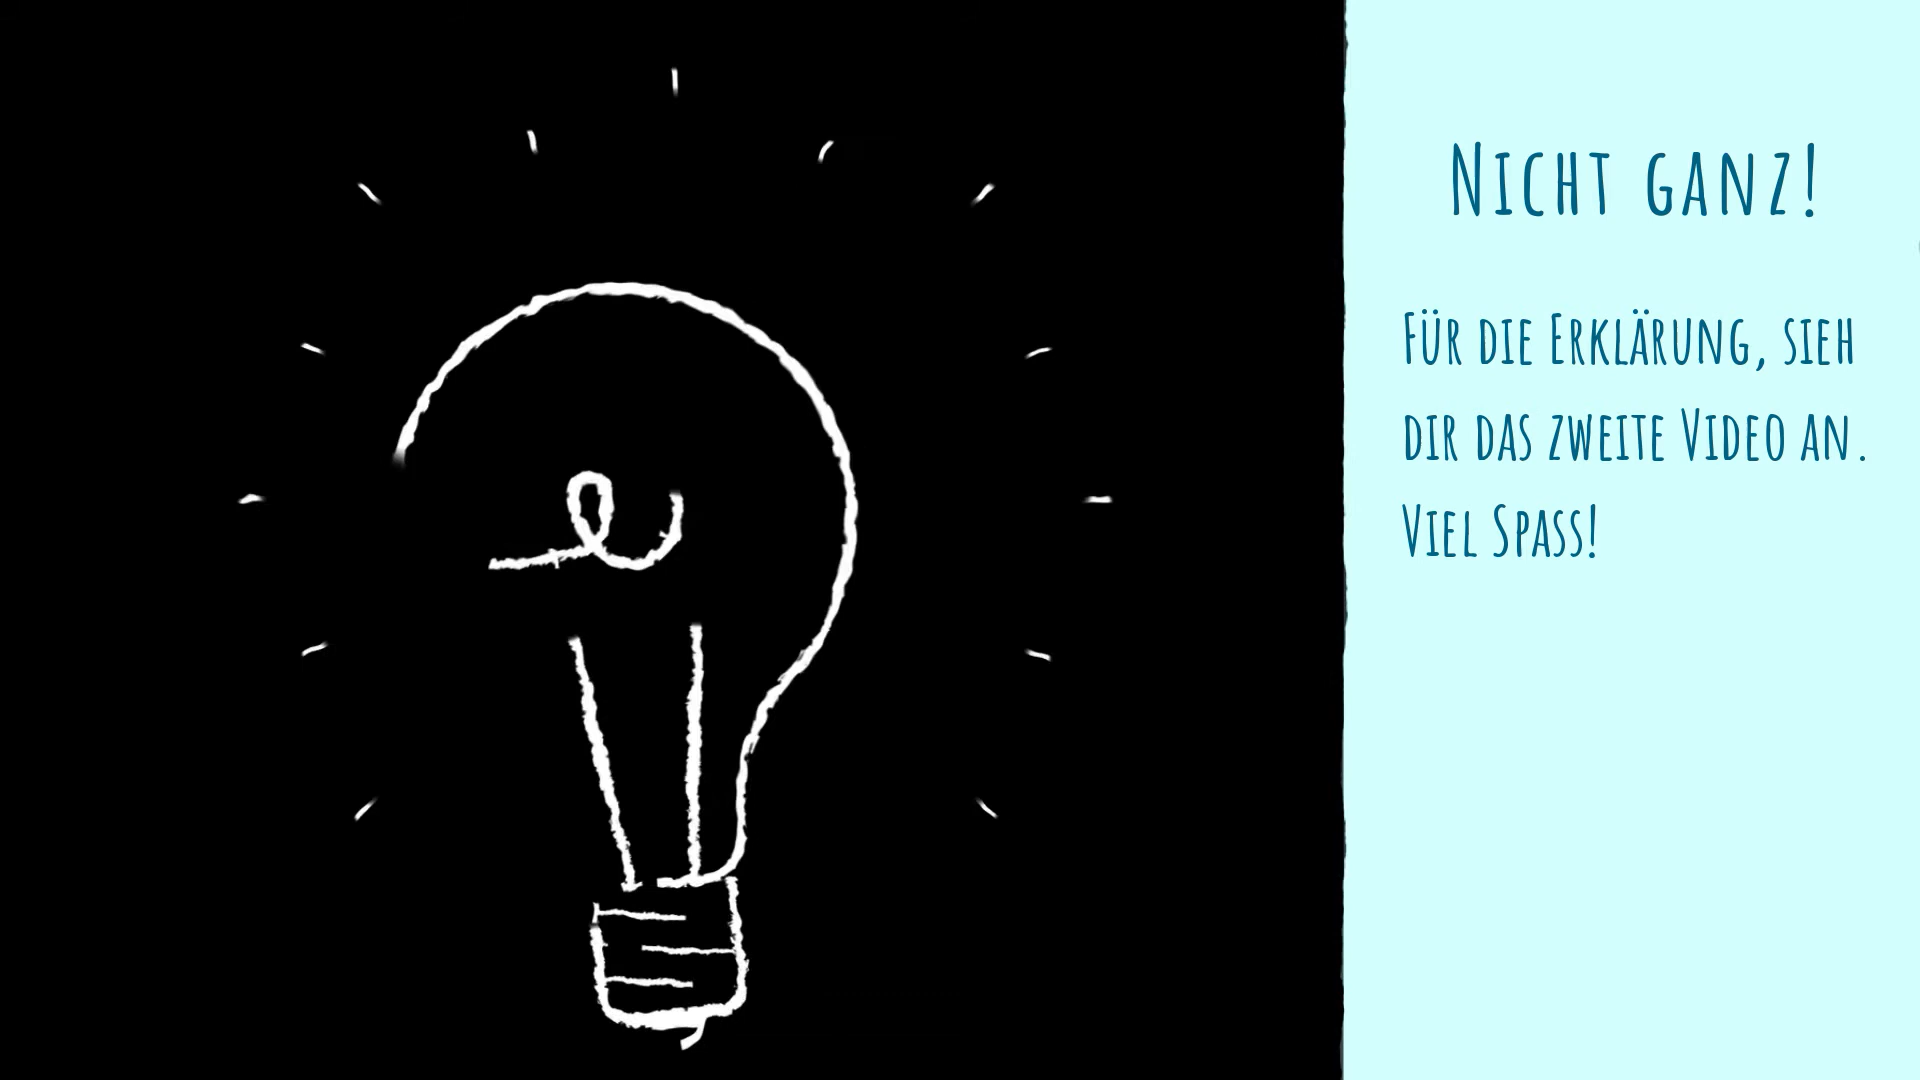 Nicht ganz!
Für die Erklärung, sieh
dir das zweite Video an.
Viel Spass!